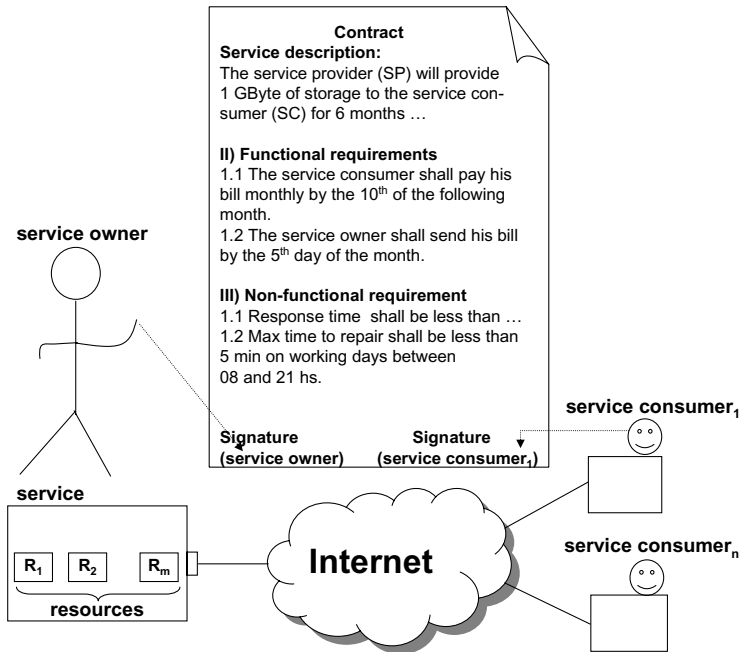 Contract
Service description:
The service provider (SP) will provide
1 GByte of storage to the service con-
sumer (SC) for 6 months …
II) Functional requirements
1.1 The service consumer shall pay his
bill monthly by the 10th of the following
month.
1.2 The service owner shall send his bill
by the 5th day of the month.
III) Non-functional requirement
1.1 Response time shall be less than …
1.2 Max time to repair shall be less than
5 min on working days between
08 and 21 hs.
Signature
(service owner)
Signature
(service consumer1)
service owner
service consumer1
service
R1 R2 Rm
resources
Internet
service consumern